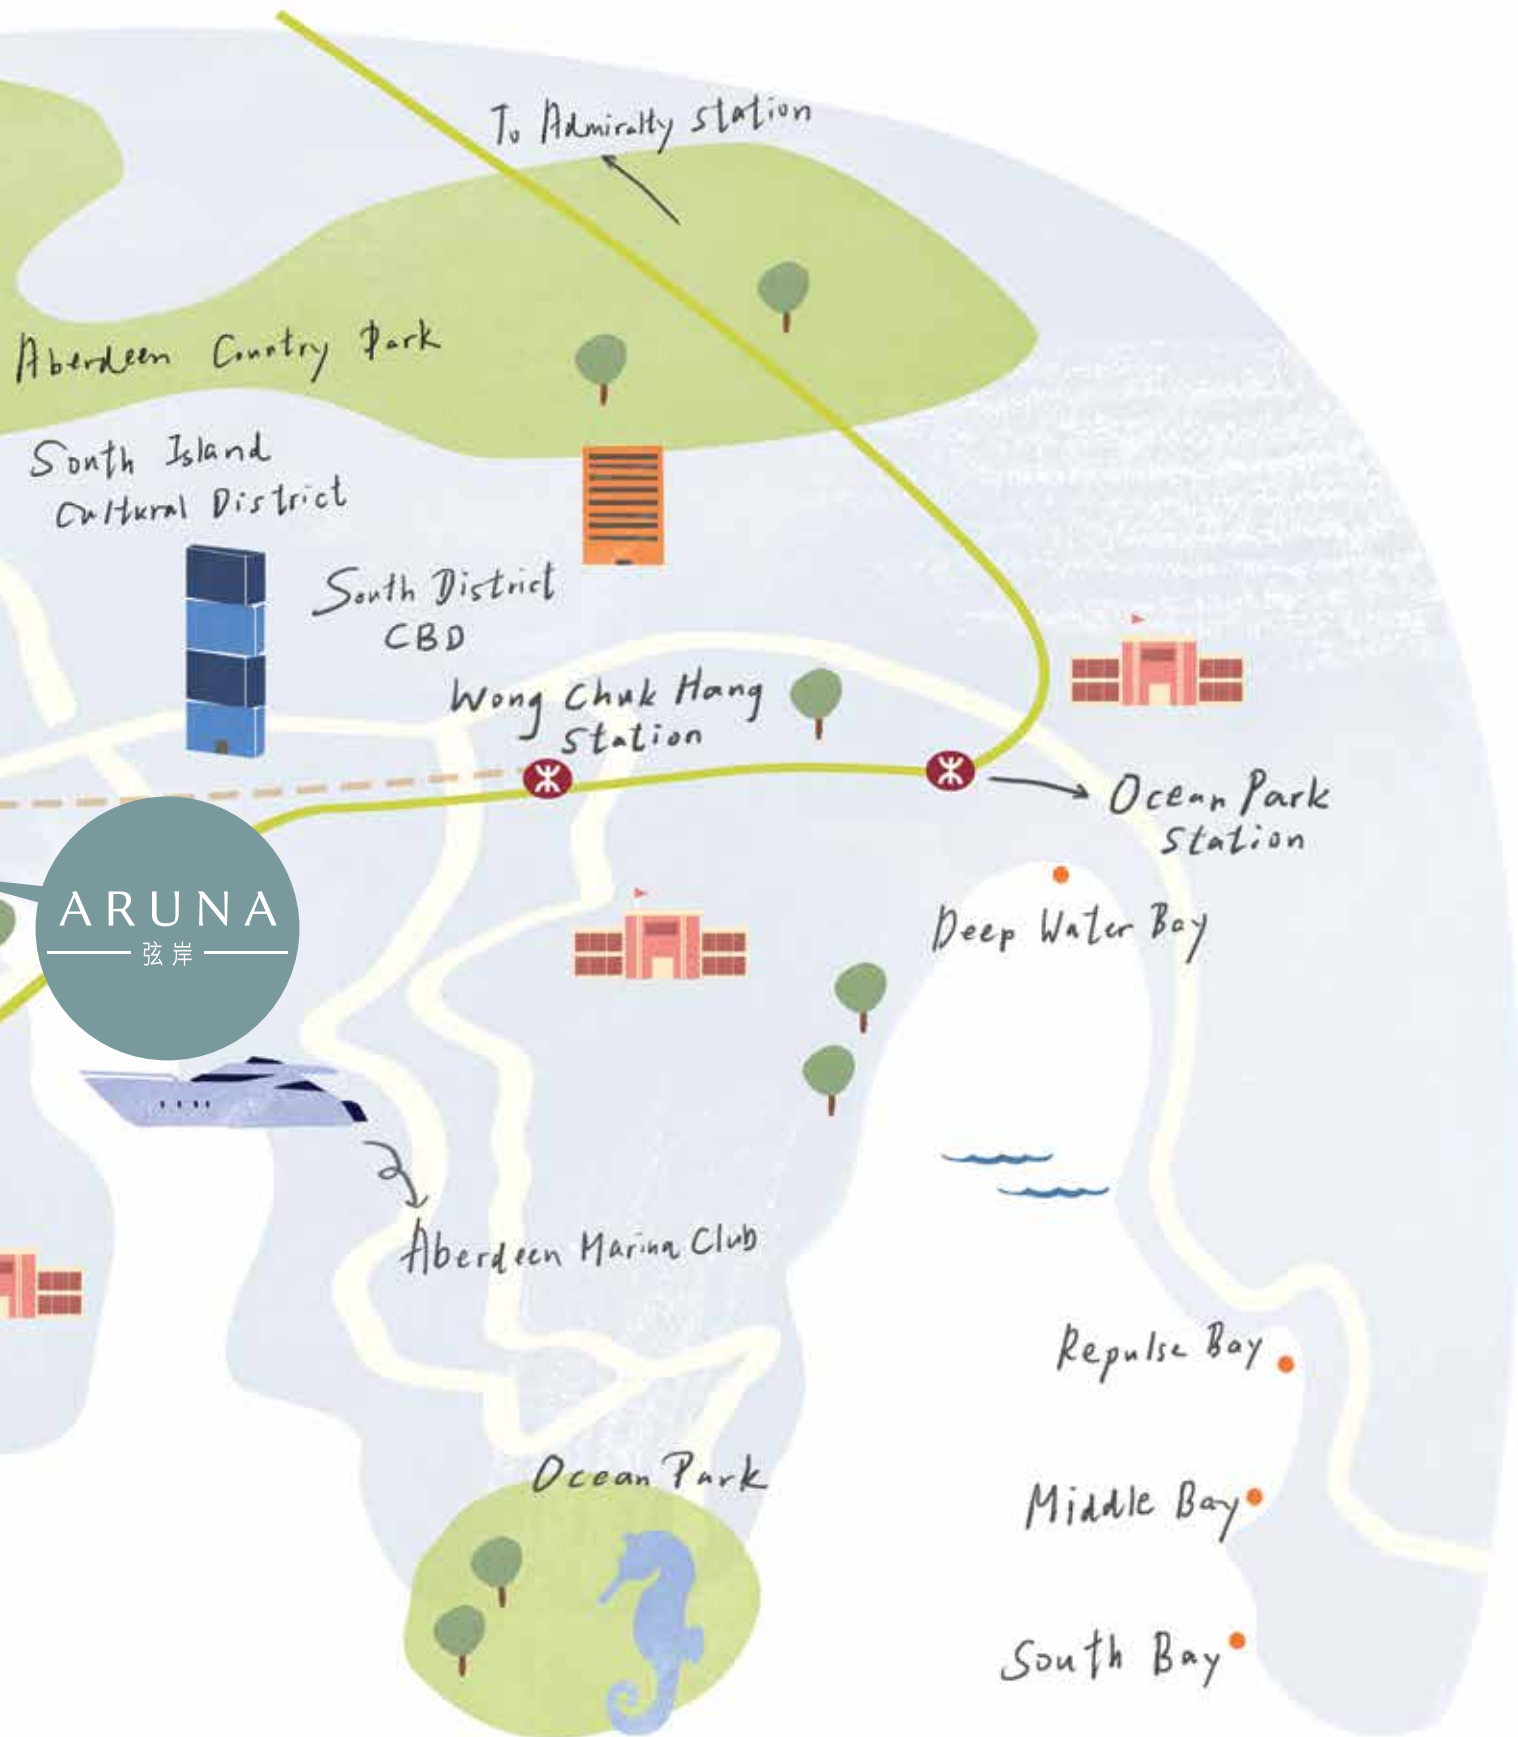 To Admiralty station
Aberdeen Country Park
South Island
Cultural District
South District
CBD
Wong Chuk Hang
Station
Ocean Park
Station
ARUNA
弦岸
Deep Water Bay
Aberdeen Marina Club
Repulse Bay
Ocean Park
Middle Bay
South Bay